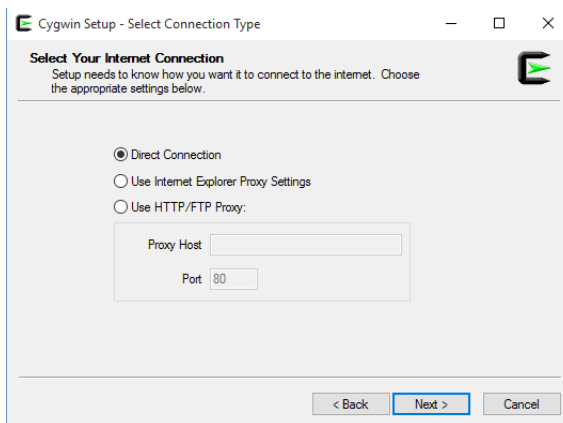 Cygwin Setup - Select Connection Type
Select Your Internet Connection
Setup needs to know how you want it to connect to the internet. Choose
the appropriate settings below.
Direct Connection
Use Internet Explorer Proxy Settings
Use HTTP/FTP Proxy:
Proxy Host
Port 80
< Back Next > Cancel